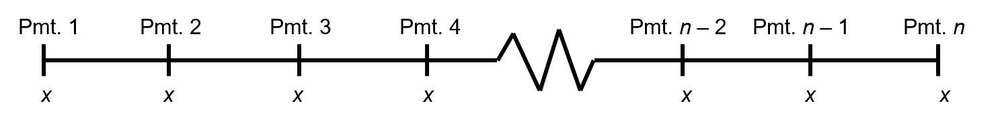 Pmt. 1 Pmt. 2 Pmt. 3 Pmt. 4 Pmt. n – 2 Pmt. n – 1 Pmt. n
x x x x x x x